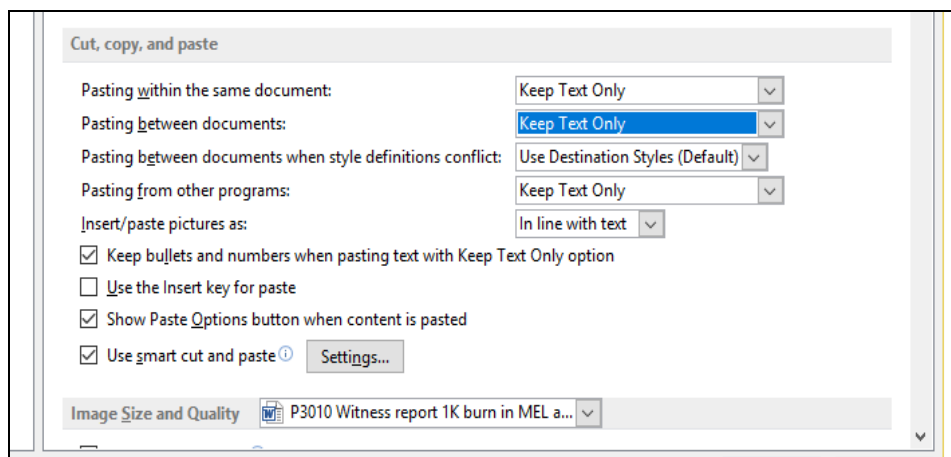 Cut, copy, and paste
Pasting within the same document: Keep Text Only
Pasting between documents: Keep Text Only
Pasting between documents when style definitions conflict: Use Destination Styles (Default)
Pasting from other programs: Keep Text Only
Insert/paste pictures as: In line with text
Keep bullets and numbers when pasting text with Keep Text Only option
Use the Insert key for paste
Show Paste Options button when content is pasted
Use smart cut and paste Settings...
Image Size and Quality P3010 Witness report 1K burn in MEL a...